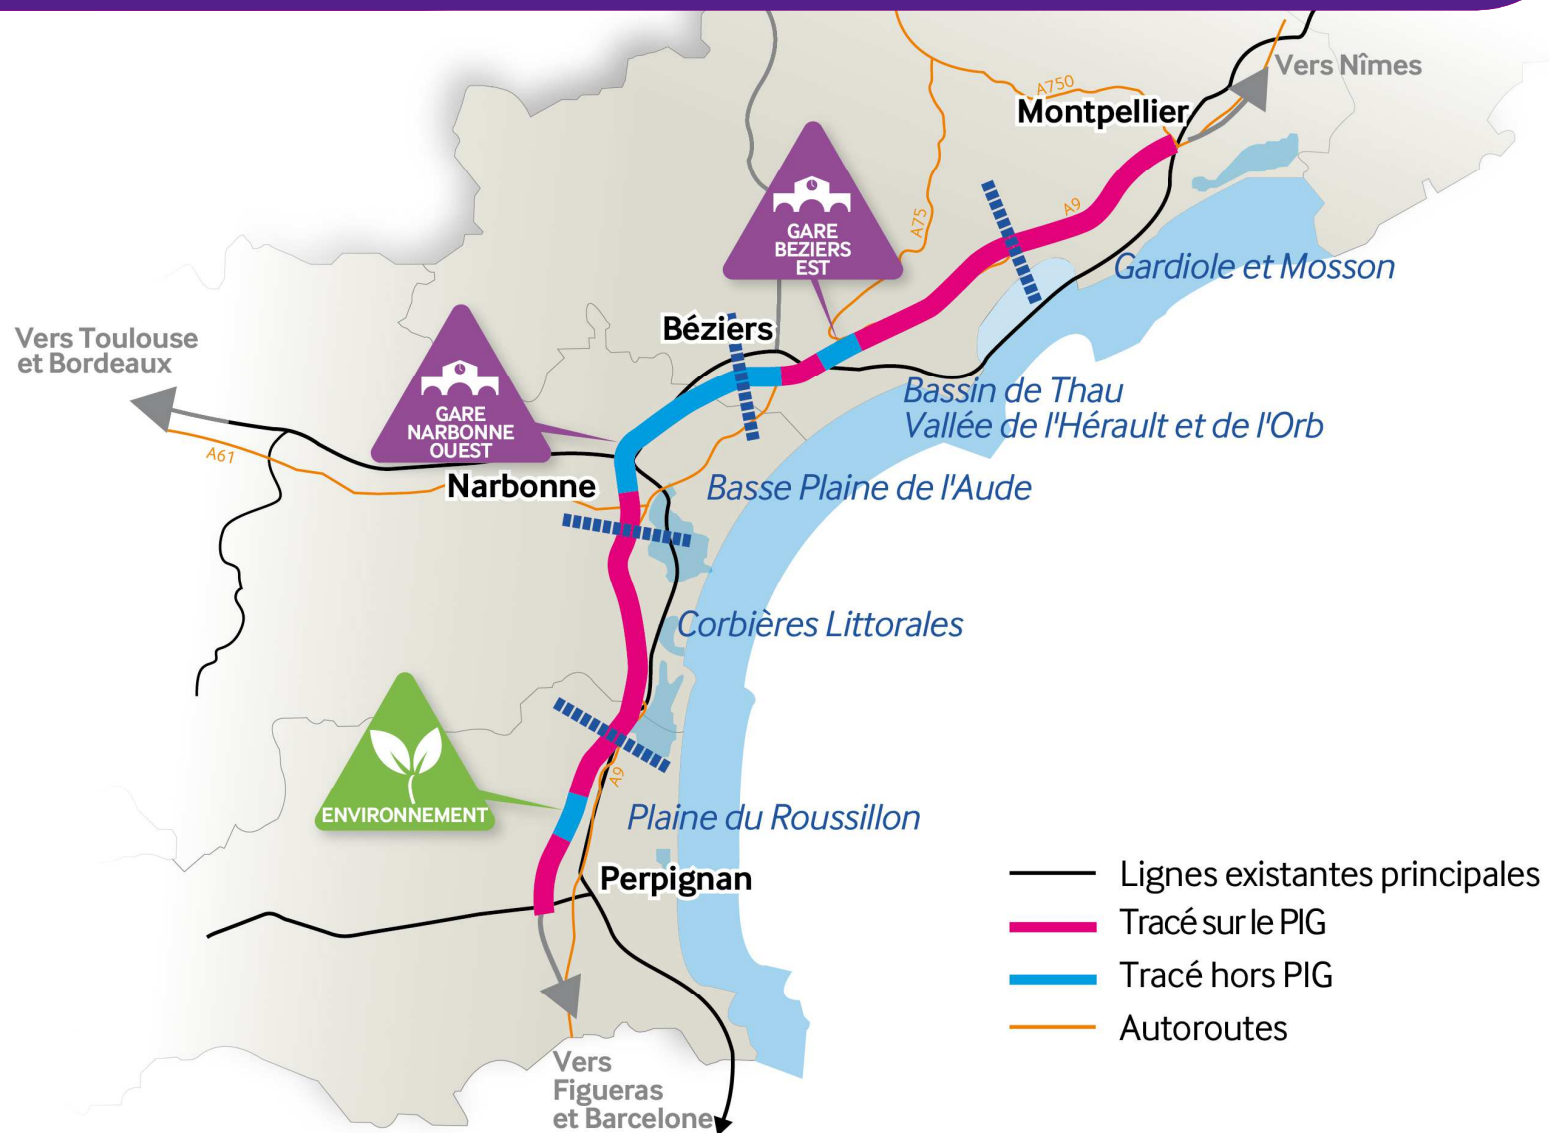 Vers Nîmes
A750
Montpellier
A9
A75
GARE
BEZIERS
EST
Gardiole et Mosson
Béziers
Vers Toulouse
et Bordeaux
GARE
NARBONNE
OUEST
Bassin de Thau
Vallée de l'Hérault et de l'Orb
A61
Narbonne
Basse Plaine de l'Aude
Corbières Littorales
A9
ENVIRONNEMENT
Plaine du Roussillon
Perpignan
Lignes existantes principales
Tracé sur le PIG
Tracé hors PIG
Autoroutes
Vers
Figueras
et Barcelone